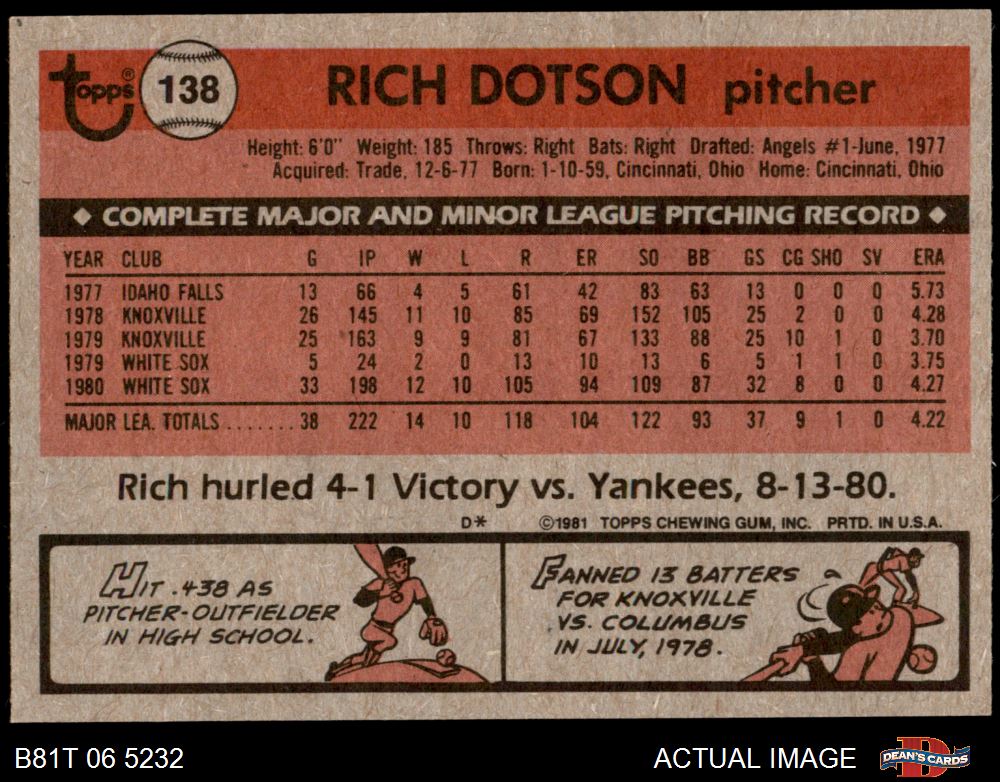 topps® 138 RICH DOTSON pitcher
Height: 6'0" Weight: 185 Throws: Right Bats: Right Drafted: Angels #1-June, 1977
Acquired: Trade, 12-6-77 Born: 1-10-59, Cincinnati, Ohio Home: Cincinnati, Ohio
◆ COMPLETE MAJOR AND MINOR LEAGUE PITCHING RECORD ◆
YEAR CLUB G IP W L R ER SO BB GS CG SHO SV ERA
1977 IDAHO FALLS 13 66 4 5 61 42 83 63 13 0 0 0 5.73
1978 KNOXVILLE 26 145 11 10 85 69 152 105 25 2 0 0 4.28
1979 KNOXVILLE 25 163 9 9 81 67 133 88 25 10 1 0 3.70
1979 WHITE SOX 5 24 2 0 13 10 13 6 5 1 1 0 3.75
1980 WHITE SOX 33 198 12 10 105 94 109 87 32 8 0 0 4.27
MAJOR LEA. TOTALS ....... 38 222 14 10 118 104 122 93 37 9 1 0 4.22
Rich hurled 4-1 Victory vs. Yankees, 8-13-80.
D* ©1981 TOPPS CHEWING GUM, INC. PRTD. IN U.S.A.
HIT .438 AS
PITCHER-OUTFIELDER
IN HIGH SCHOOL.
FANNED 13 BATTERS
FOR KNOXVILLE
VS. COLUMBUS
IN JULY, 1978.
B81T 06 5232 ACTUAL IMAGE DEAN'S CARDS